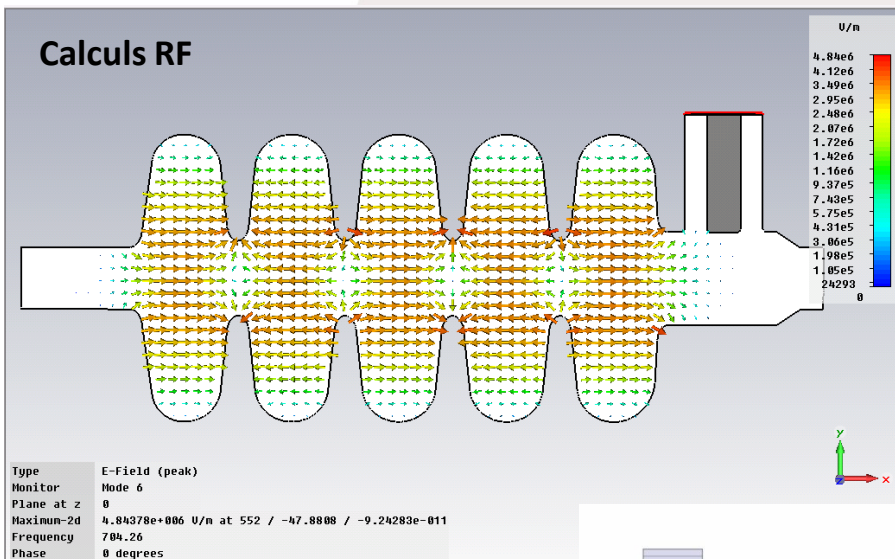 Calculs RF
V/m
4.84e6
4.12e6
3.49e6
2.95e6
2.48e6
2.07e6
1.72e6
1.42e6
1.16e6
9.37e5
7.43e5
5.75e5
4.31e5
3.06e5
1.98e5
1.05e5
24293
0
y
z
x
Type E-Field (peak)
Monitor Mode 6
Plane at z 0
Maximum-2d 4.84378e+006 V/m at 552 / -47.8808 / -9.24283e-011
Frequency 704.26
Phase 0 degrees